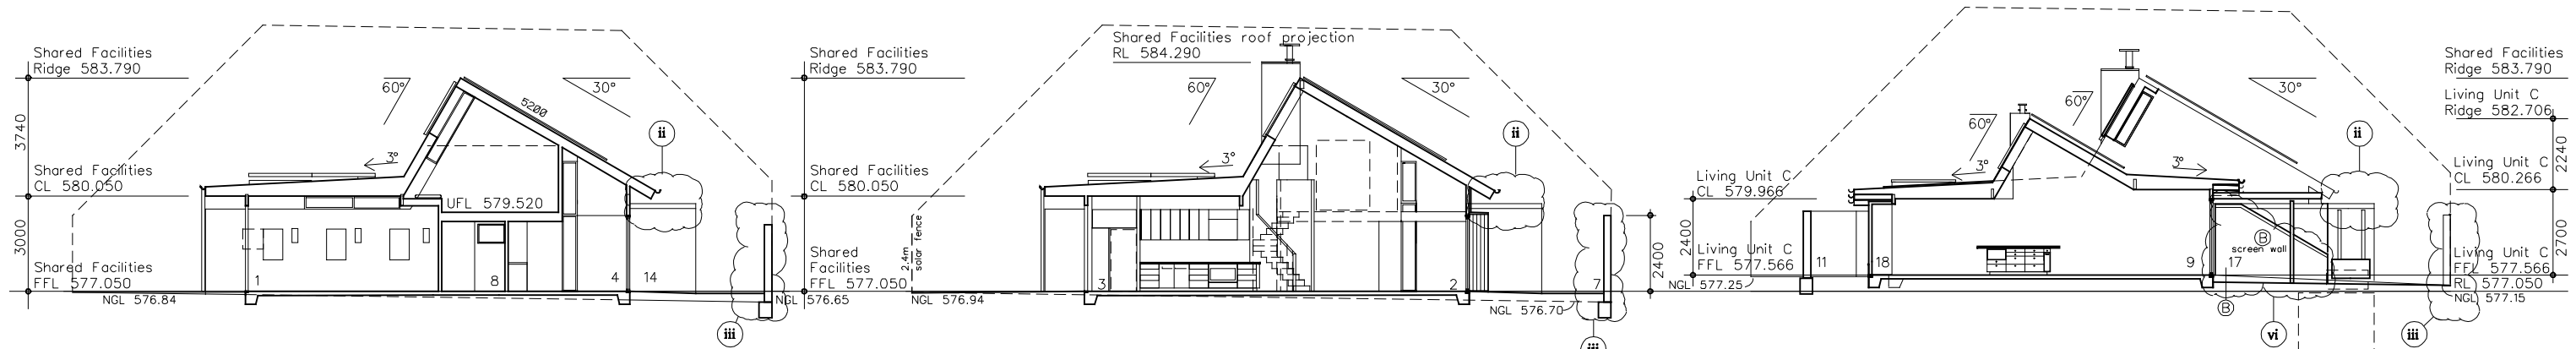 Shared Facilities
Ridge 583.790
3740
Shared Facilities
CL 580.050
3000
Shared Facilities
FFL 577.050
NGL 576.84
60°
30°
5200
3°
UFL 579.520
ii
1
8
4
14
iii
NGL 576.65
Shared Facilities
Ridge 583.790
Shared Facilities
CL 580.050
Shared
Facilities
FFL 577.050
2.4m
solar fence
NGL 576.94
Shared Facilities roof projection
RL 584.290
60°
30°
3°
ii
3
2
7
NGL 576.70
2400
iii
Living Unit C
CL 579.966
2400
Living Unit C
FFL 577.566
NGL 577.25
60°
60°
30°
3°
3°
ii
11
18
9
17
B
screen wall
B
vi
iii
Shared Facilities
Ridge 583.790
Living Unit C
Ridge 582.706
2240
Living Unit C
CL 580.266
2700
Living Unit C
FFL 577.566
RL 577.050
NGL 577.15